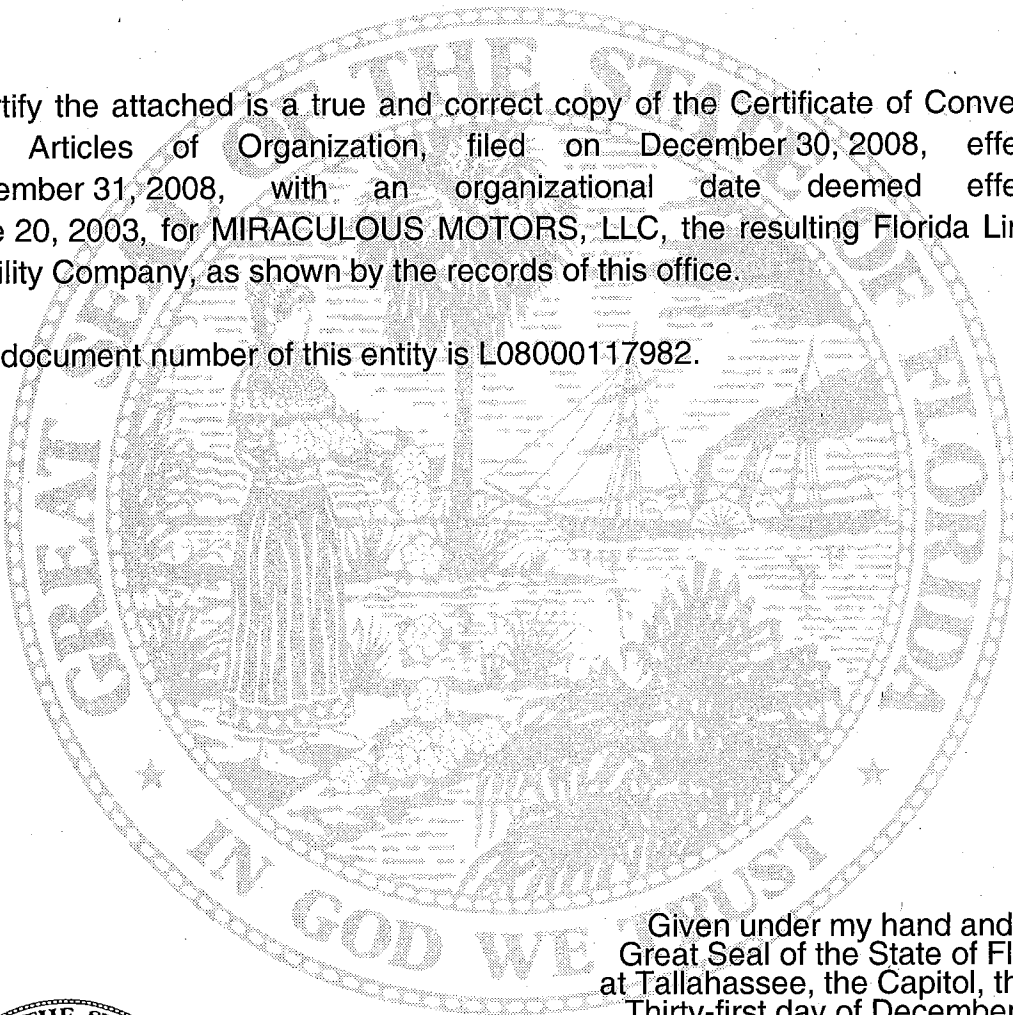 rtify the attached is a true and correct copy of the Certificate of Conve
Articles of Organization, filed on December 30, 2008, effe
ember 31, 2008, with an organizational date deemed effe
e 20, 2003, for MIRACULOUS MOTORS, LLC, the resulting Florida Li
ility Company, as shown by the records of this office.
document number of this entity is L08000117982.
GREAT SEAL OF THE STATE OF FLORIDA
IN GOD WE TRUST
Given under my hand and
Great Seal of the State of Fl
at Tallahassee, the Capitol, th
Thirty-first day of December
THE